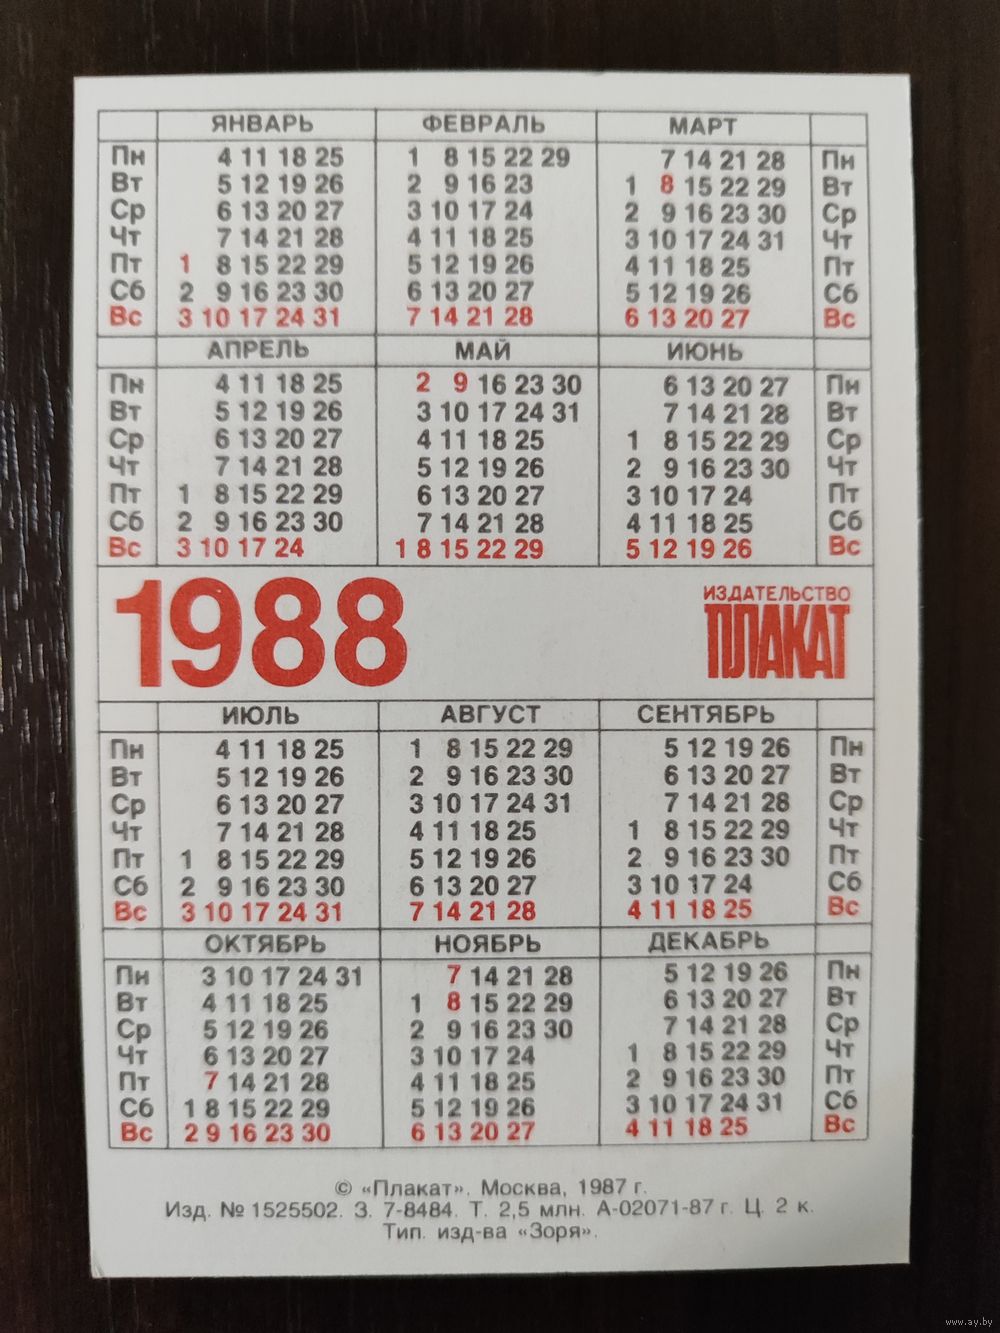 ЯНВАРЬ ФЕВРАЛЬ МАРТ
Пн 4 11 18 25 1 8 15 22 29 7 14 21 28 Пн
Вт 5 12 19 26 2 9 16 23 1 8 15 22 29 Вт
Ср 6 13 20 27 3 10 17 24 2 9 16 23 30 Ср
Чт 7 14 21 28 4 11 18 25 3 10 17 24 31 Чт
Пт 1 8 15 22 29 5 12 19 26 4 11 18 25 Пт
Сб 2 9 16 23 30 6 13 20 27 5 12 19 26 Сб
Вс 3 10 17 24 31 7 14 21 28 6 13 20 27 Вс
АПРЕЛЬ МАЙ ИЮНЬ
Пн 4 11 18 25 2 9 16 23 30 6 13 20 27 Пн
Вт 5 12 19 26 3 10 17 24 31 7 14 21 28 Вт
Ср 6 13 20 27 4 11 18 25 1 8 15 22 29 Ср
Чт 7 14 21 28 5 12 19 26 2 9 16 23 30 Чт
Пт 1 8 15 22 29 6 13 20 27 3 10 17 24 Пт
Сб 2 9 16 23 30 7 14 21 28 4 11 18 25 Сб
Вс 3 10 17 24 1 8 15 22 29 5 12 19 26 Вс
1988 ИЗДАТЕЛЬСТВО
ПЛАКАТ
ИЮЛЬ АВГУСТ СЕНТЯБРЬ
Пн 4 11 18 25 1 8 15 22 29 5 12 19 26 Пн
Вт 5 12 19 26 2 9 16 23 30 6 13 20 27 Вт
Ср 6 13 20 27 3 10 17 24 31 7 14 21 28 Ср
Чт 7 14 21 28 4 11 18 25 1 8 15 22 29 Чт
Пт 1 8 15 22 29 5 12 19 26 2 9 16 23 30 Пт
Сб 2 9 16 23 30 6 13 20 27 3 10 17 24 Сб
Вс 3 10 17 24 31 7 14 21 28 4 11 18 25 Вс
ОКТЯБРЬ НОЯБРЬ ДЕКАБРЬ
Пн 3 10 17 24 31 7 14 21 28 5 12 19 26 Пн
Вт 4 11 18 25 1 8 15 22 29 6 13 20 27 Вт
Ср 5 12 19 26 2 9 16 23 30 7 14 21 28 Ср
Чт 6 13 20 27 3 10 17 24 1 8 15 22 29 Чт
Пт 7 14 21 28 4 11 18 25 2 9 16 23 30 Пт
Сб 1 8 15 22 29 5 12 19 26 3 10 17 24 31 Сб
Вс 2 9 16 23 30 6 13 20 27 4 11 18 25 Вс
© «Плакат». Москва, 1987 г.
Изд. № 1525502. З. 7-8484. Т. 2,5 млн. А-02071-87 г. Ц. 2 к.
Тип. изд-ва «Зоря».
www.ay.by